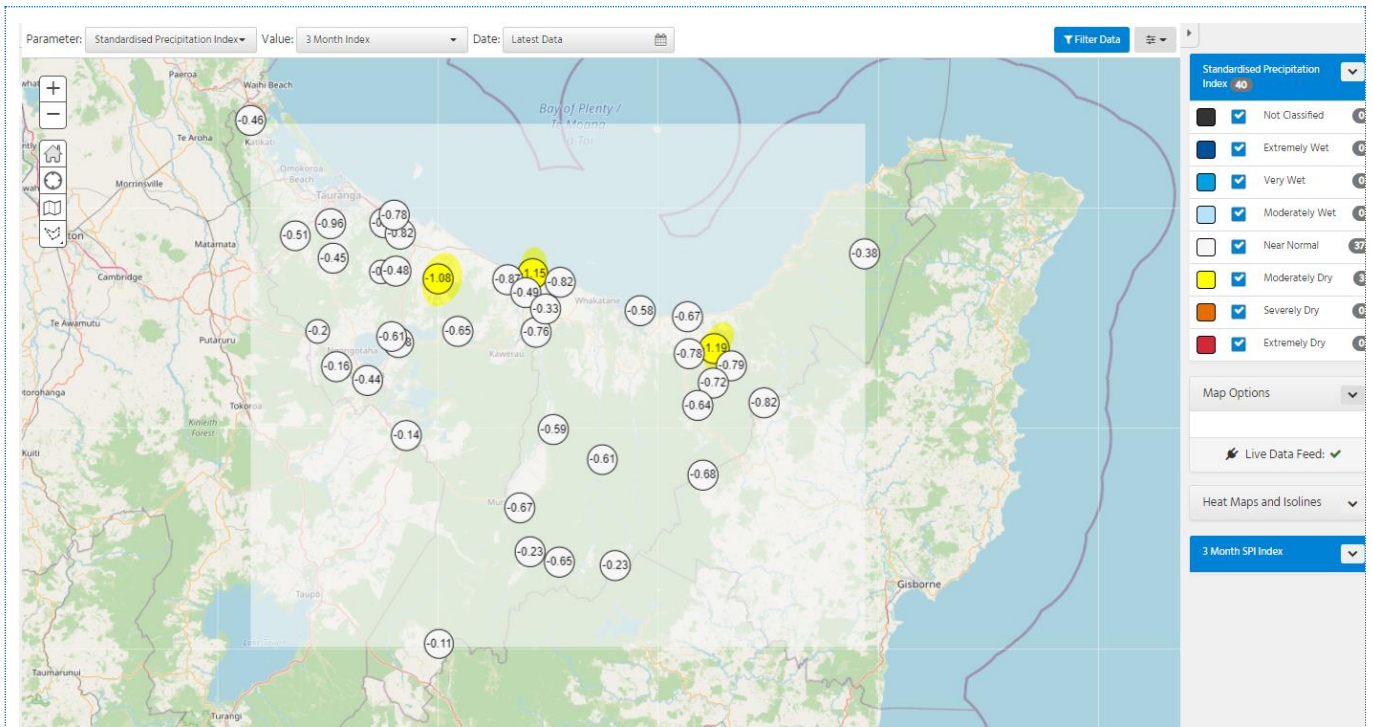 Parameter: Standardised Precipitation Index Value: 3 Month Index Date: Latest Data Filter Data
Standardised Precipitation
Index 40
Not Classified
Extremely Wet
Very Wet
Moderately Wet
Near Normal 37
Moderately Dry 3
Severely Dry
Extremely Dry
Map Options
Live Data Feed:
Heat Maps and Isolines
3 Month SPI Index
+
−
Paeroa
Waihi Beach
Bay of Plenty /
Te Moana
-0.46
Te Aroha
Katikati
Omokoroa
Beach
Morrinsville
Tauranga
-0.78
-0.96
-0.82
-0.51
Matamata
-0.45
-0.38
-0.48
Cambridge
-1.08
-0.87
1.15
-0.82
-0.49
Whakatane
-0.33
-0.58
-0.67
Te Awamutu
-0.2
-0.65
-0.76
Putaruru
-0.61
Ngongotaha
Kawerau
-0.78
1.19
-0.79
-0.16
-0.44
-0.72
-0.82
-0.64
Tokoroa
Kinleith
Forest
-0.14
-0.59
Kuiti
-0.61
-0.68
-0.67
-0.23
-0.65
-0.23
Gisborne
Taupō
-0.11
Taumarunui
Turangi